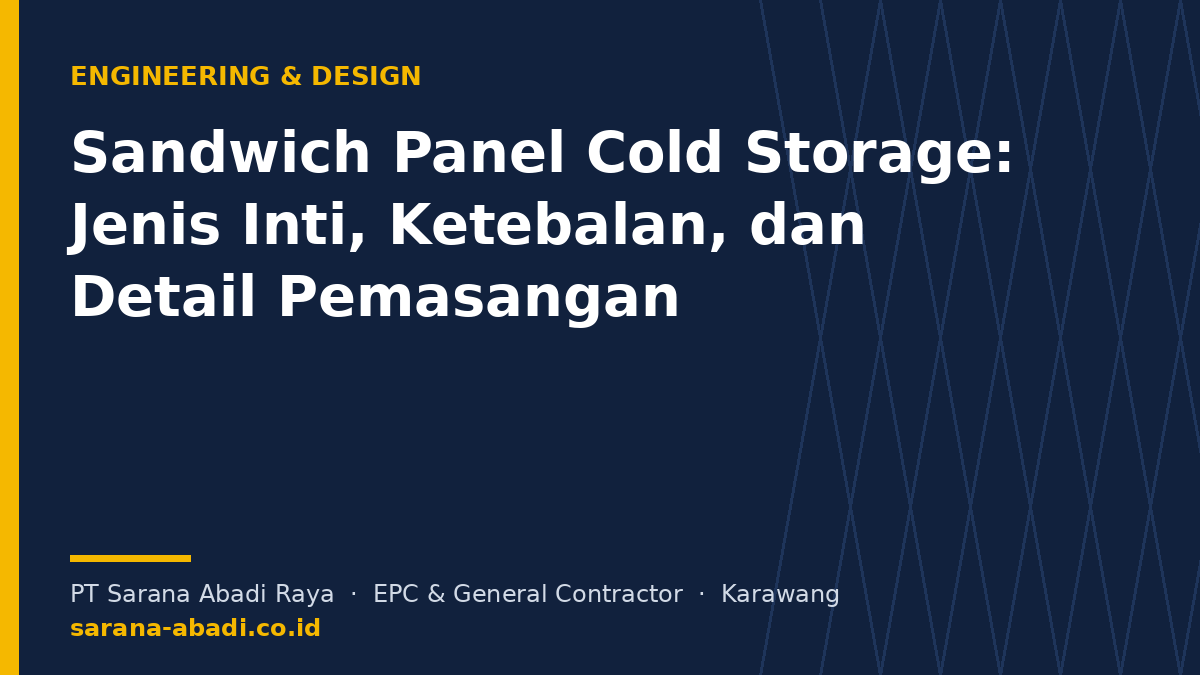 ENGINEERING & DESIGN
Sandwich Panel Cold Storage:
Jenis Inti, Ketebalan, dan
Detail Pemasangan
PT Sarana Abadi Raya · EPC & General Contractor · Karawang
sarana-abadi.co.id